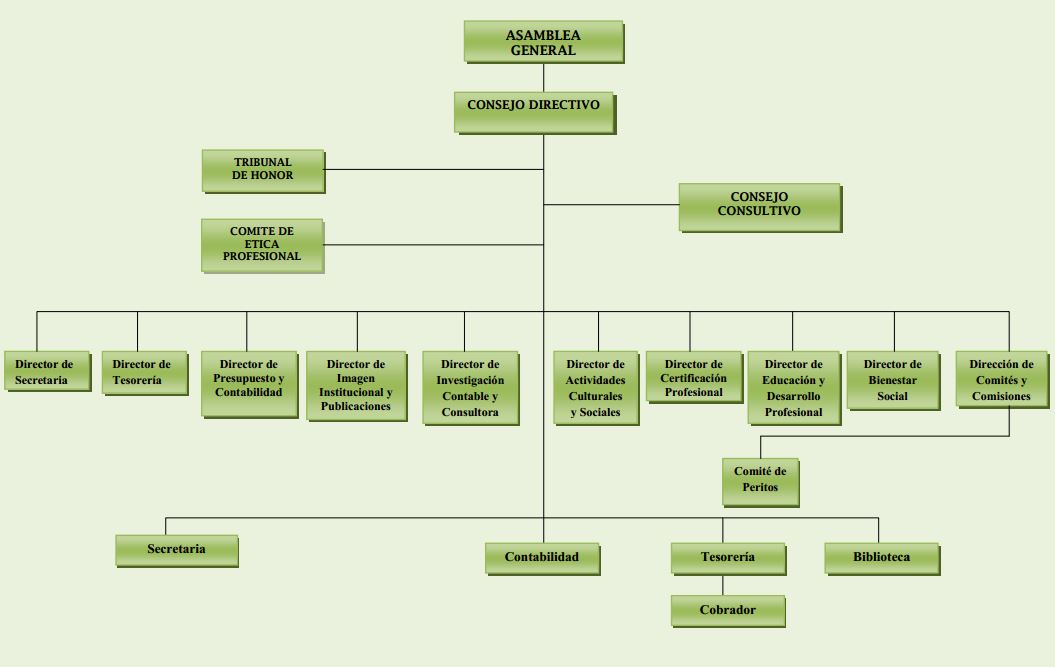 ASAMBLEA
GENERAL
CONSEJO DIRECTIVO
TRIBUNAL
DE HONOR
CONSEJO
CONSULTIVO
COMITE DE
ETICA
PROFESIONAL
Director de
Secretaria
Director de
Tesorería
Director de
Presupuesto y
Contabilidad
Director de
Imagen
Institucional y
Publicaciones
Director de
Investigación
Contable y
Consultora
Director de
Actividades
Culturales
y Sociales
Director de
Certificación
Profesional
Director de
Educación y
Desarrollo
Profesional
Director de
Bienestar
Social
Dirección de
Comités y
Comisiones
Comité de
Peritos
Secretaria
Contabilidad
Tesorería
Biblioteca
Cobrador